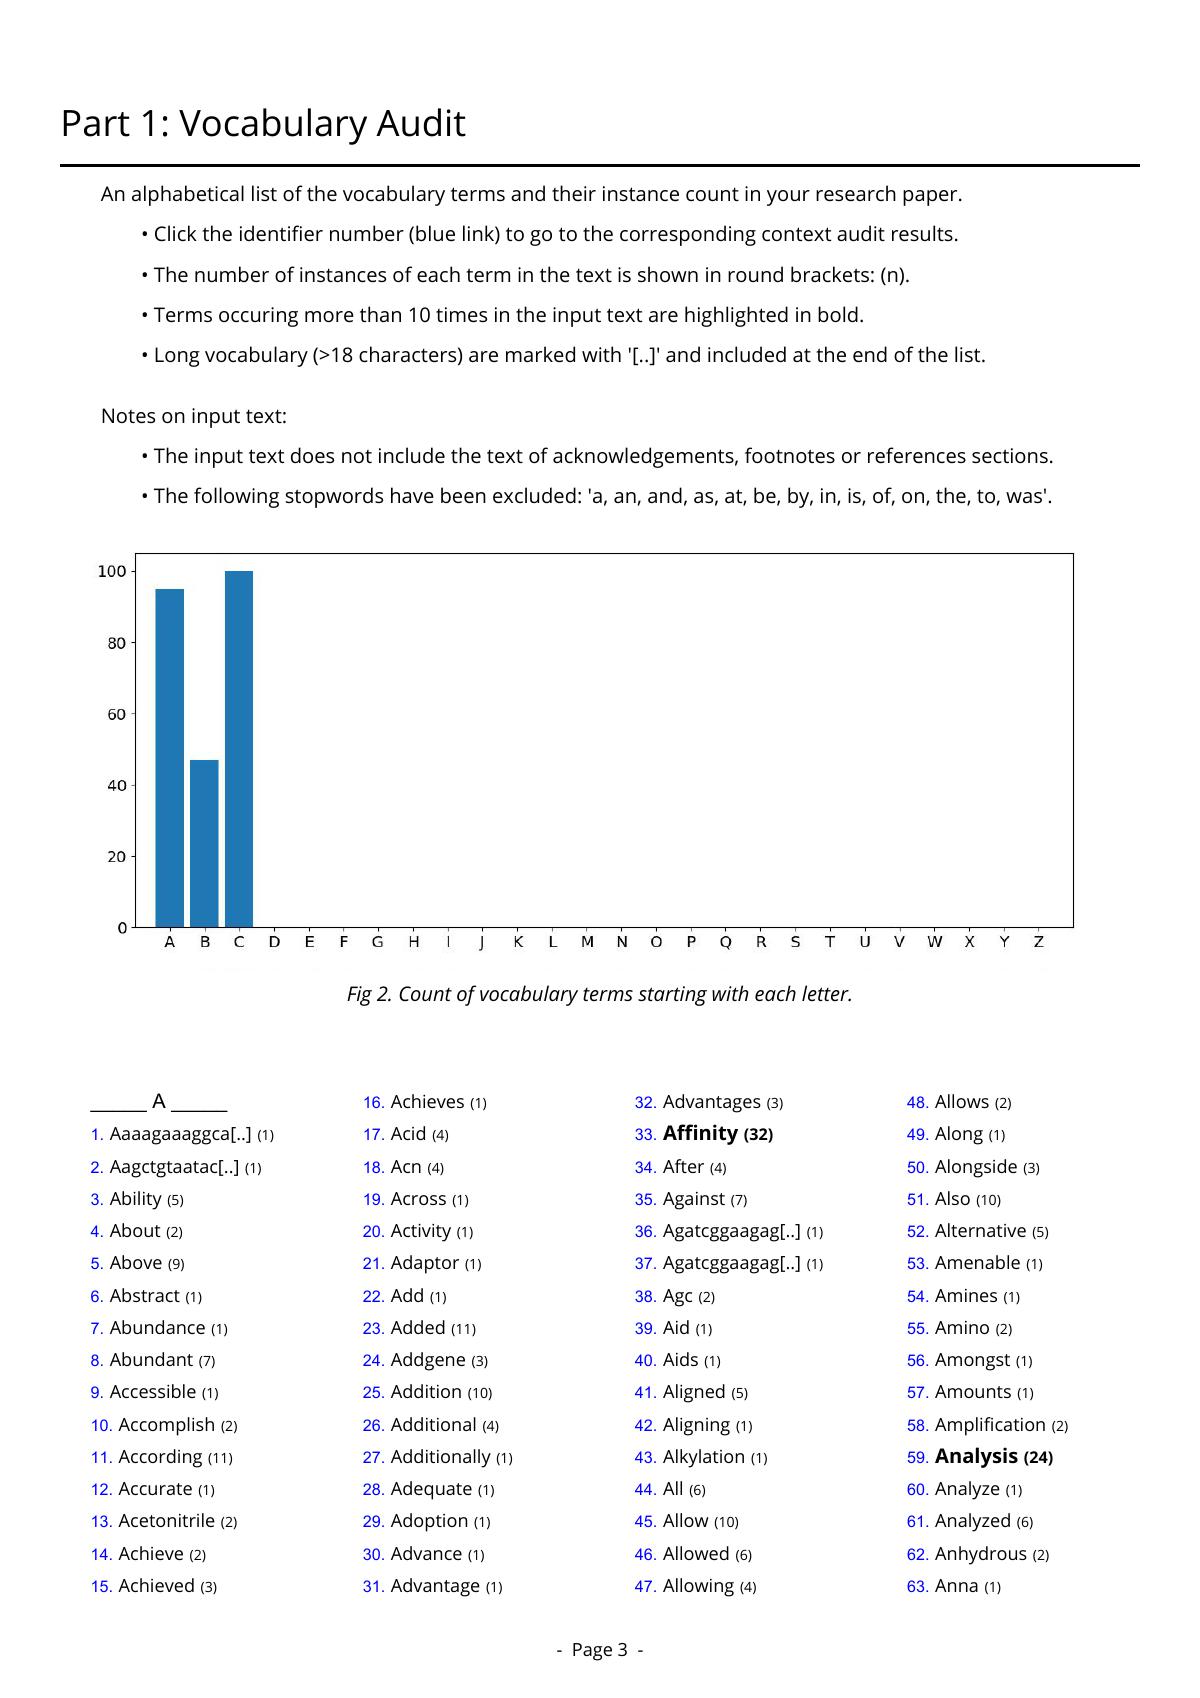 Part 1: Vocabulary Audit
An alphabetical list of the vocabulary terms and their instance count in your research paper.
• Click the identifier number (blue link) to go to the corresponding context audit results.
• The number of instances of each term in the text is shown in round brackets: (n).
• Terms occuring more than 10 times in the input text are highlighted in bold.
• Long vocabulary (>18 characters) are marked with '[..]' and included at the end of the list.
Notes on input text:
• The input text does not include the text of acknowledgements, footnotes or references sections.
• The following stopwords have been excluded: 'a, an, and, as, at, be, by, in, is, of, on, the, to, was'.
100
80
60
40
20
0
A B C D E F G H I J K L M N O P Q R S T U V W X Y Z
Fig 2. Count of vocabulary terms starting with each letter.
______ A ______
1. Aaaagaaaggca[..] (1)
2. Aagctgtaatac[..] (1)
3. Ability (5)
4. About (2)
5. Above (9)
6. Abstract (1)
7. Abundance (1)
8. Abundant (7)
9. Accessible (1)
10. Accomplish (2)
11. According (11)
12. Accurate (1)
13. Acetonitrile (2)
14. Achieve (2)
15. Achieved (3)
16. Achieves (1)
17. Acid (4)
18. Acn (4)
19. Across (1)
20. Activity (1)
21. Adaptor (1)
22. Add (1)
23. Added (11)
24. Addgene (3)
25. Addition (10)
26. Additional (4)
27. Additionally (1)
28. Adequate (1)
29. Adoption (1)
30. Advance (1)
31. Advantage (1)
32. Advantages (3)
33. Affinity (32)
34. After (4)
35. Against (7)
36. Agatcggaagag[..] (1)
37. Agatcggaagag[..] (1)
38. Agc (2)
39. Aid (1)
40. Aids (1)
41. Aligned (5)
42. Aligning (1)
43. Alkylation (1)
44. All (6)
45. Allow (10)
46. Allowed (6)
47. Allowing (4)
48. Allows (2)
49. Along (1)
50. Alongside (3)
51. Also (10)
52. Alternative (5)
53. Amenable (1)
54. Amines (1)
55. Amino (2)
56. Amongst (1)
57. Amounts (1)
58. Amplification (2)
59. Analysis (24)
60. Analyze (1)
61. Analyzed (6)
62. Anhydrous (2)
63. Anna (1)
- Page 3 -